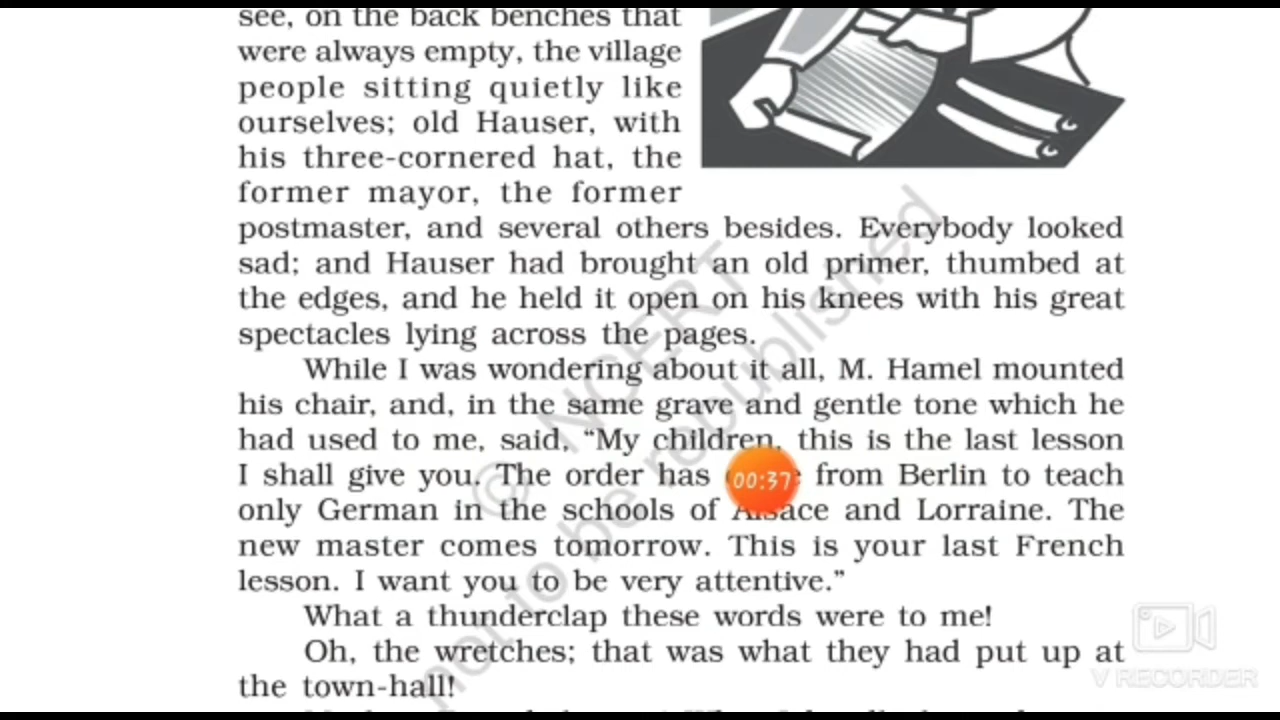 see, on the back benches that
were always empty, the village
people sitting quietly like
ourselves; old Hauser, with
his three-cornered hat, the
former mayor, the former
postmaster, and several others besides. Everybody looked
sad; and Hauser had brought an old primer, thumbed at
the edges, and he held it open on his knees with his great
spectacles lying across the pages.
While I was wondering about it all, M. Hamel mounted
his chair, and, in the same grave and gentle tone which he
had used to me, said, “My children, this is the last lesson
I shall give you. The order has from Berlin to teach
00:37
only German in the schools of Alsace and Lorraine. The
new master comes tomorrow. This is your last French
lesson. I want you to be very attentive.”
What a thunderclap these words were to me!
Oh, the wretches; that was what they had put up at
the town-hall!
© NCERT
not to be republished
V RECORDER